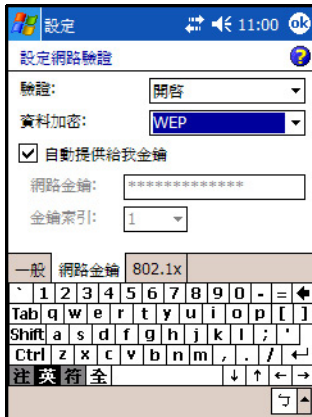 設定 11:00 ok
設定網路驗證
驗證: 開啓
資料加密: WEP
自動提供給我金鑰
網路金鑰: *************
金鑰索引: 1
一般 網路金鑰 802.1x
` 1 2 3 4 5 6 7 8 9 0 - =
Tab q w e r t y u i o p [ ]
Shift a s d f g h j k l ; '
Ctrl z x c v b n m , . /
注 英 符 全
ㄅ